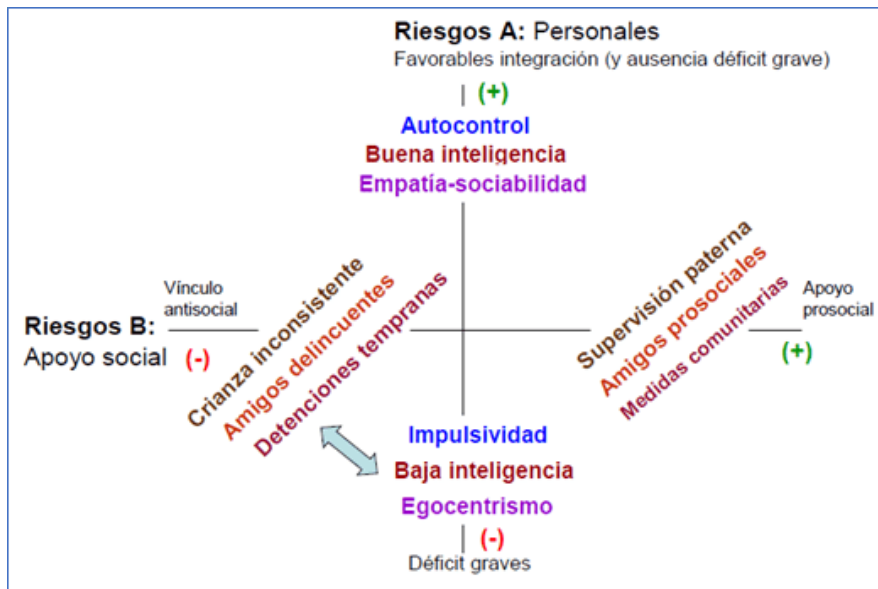 Riesgos A: Personales
Favorables integración (y ausencia déficit grave)
(+)
Autocontrol
Buena inteligencia
Empatía-sociabilidad
Vínculo
antisocial
Riesgos B:
Apoyo social (-)
Crianza inconsistente
Amigos delincuentes
Detenciones tempranas
Supervisión paterna
Amigos prosociales
Medidas comunitarias
Apoyo
prosocial
(+)
Impulsividad
Baja inteligencia
Egocentrismo
(-)
Déficit graves